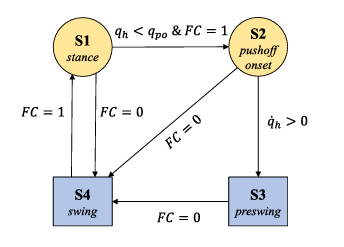 S1
stance
q_h < q_po & FC = 1
S2
pushoff
onset
FC = 1
FC = 0
FC = 0
q̇_h > 0
S4
swing
FC = 0
S3
preswing